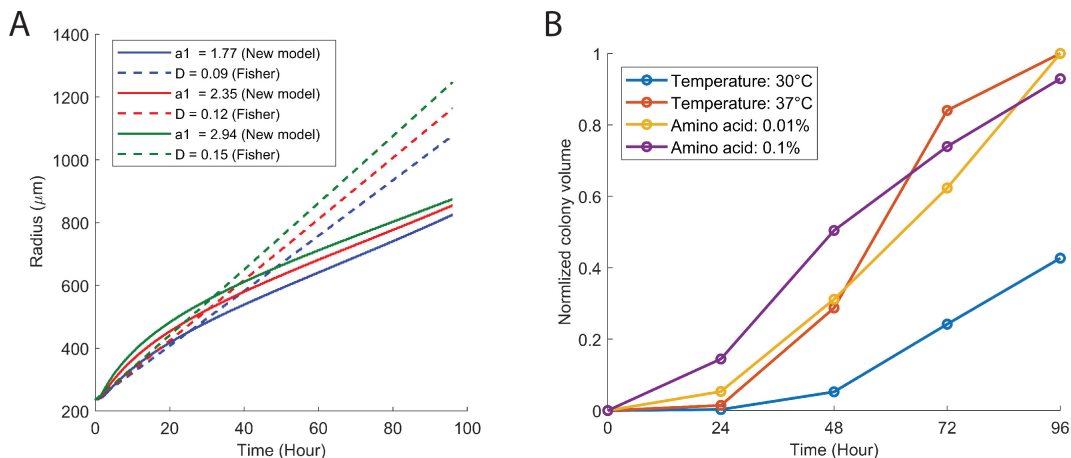 A
1400
1200
1000
800
600
400
200
0
20
40
60
80
100
Radius (μm)
Time (Hour)
a1 = 1.77 (New model)
D = 0.09 (Fisher)
a1 = 2.35 (New model)
D = 0.12 (Fisher)
a1 = 2.94 (New model)
D = 0.15 (Fisher)
B
1
0.8
0.6
0.4
0.2
0
0
24
48
72
96
Normlized colony volume
Time (Hour)
Temperature: 30°C
Temperature: 37°C
Amino acid: 0.01%
Amino acid: 0.1%